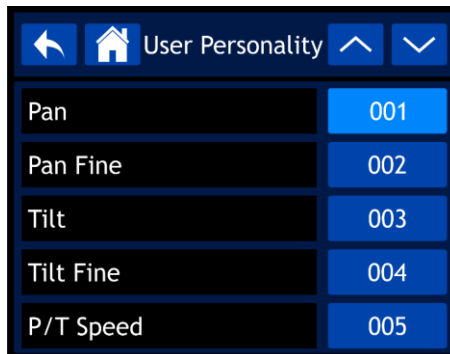 User Personality
Pan 001
Pan Fine 002
Tilt 003
Tilt Fine 004
P/T Speed 005